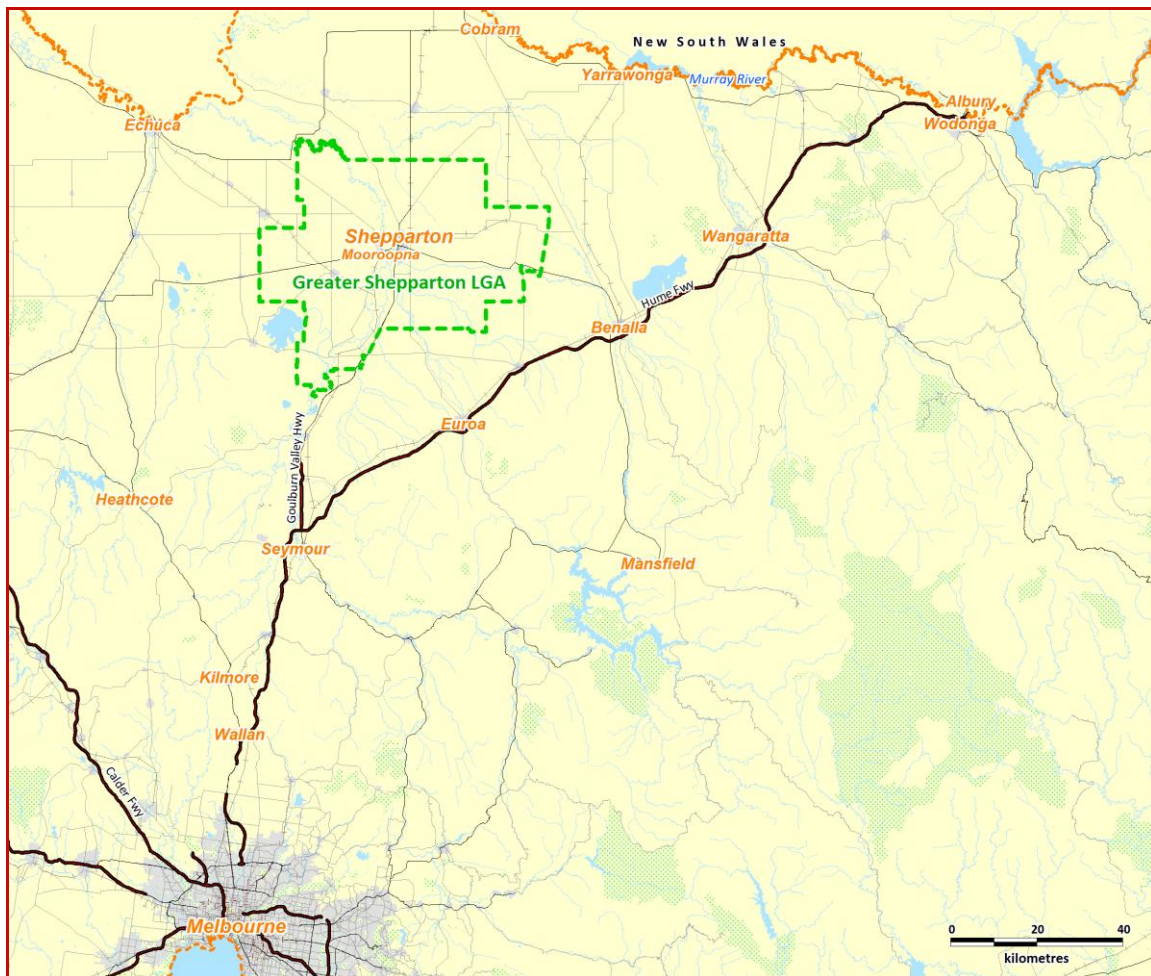 Cobram
New South Wales
Yarrawonga
Murray River
Albury
Wodonga
Echuca
Shepparton
Mooroopna
Wangaratta
Greater Shepparton LGA
Hume Fwy
Benalla
Euroa
Goulburn Valley Hwy
Heathcote
Seymour
Mansfield
Kilmore
Wallan
Calder Fwy
Melbourne
0 20 40
kilometres